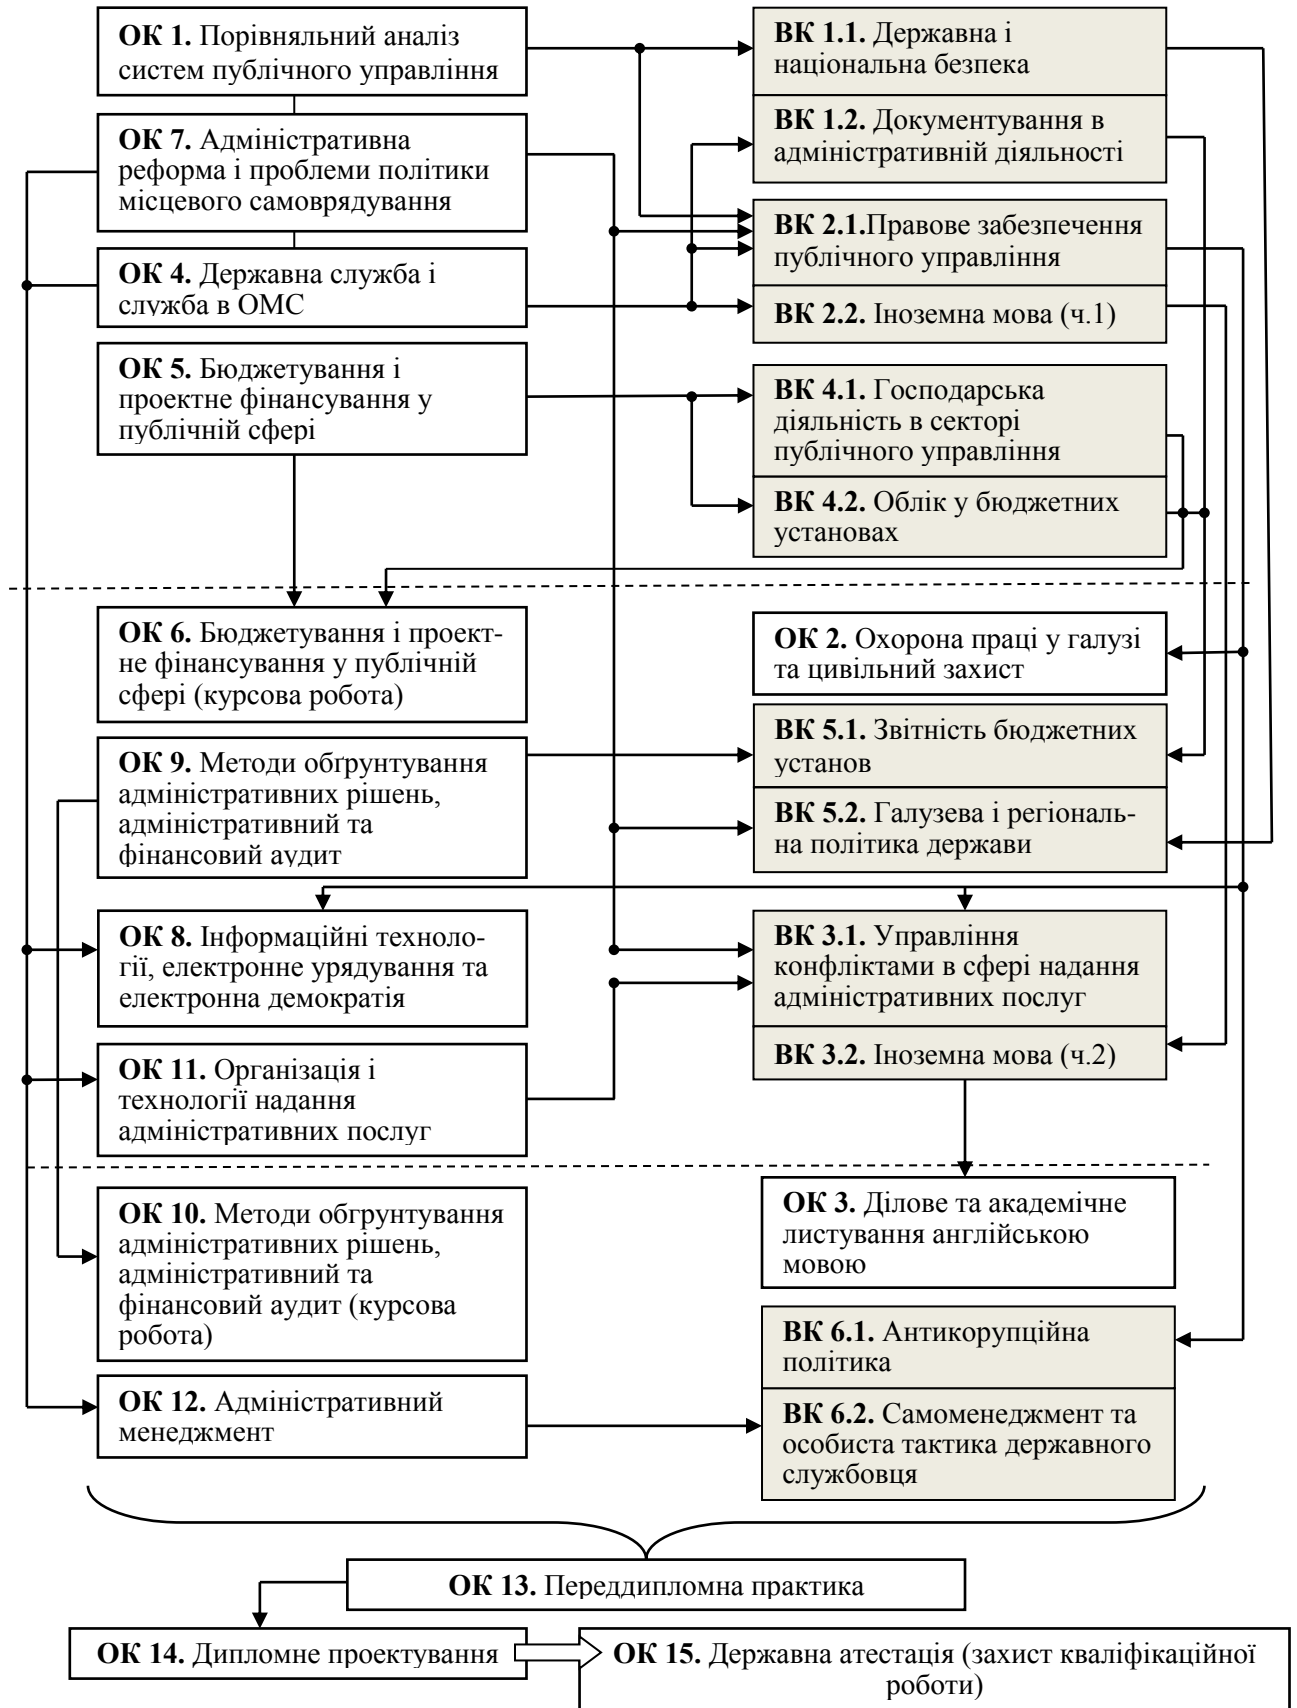 ОК 1. Порівняльний аналіз
систем публічного управління
ВК 1.1. Державна і
національна безпека
ОК 7. Адміністративна
реформа і проблеми політики
місцевого самоврядування
ВК 1.2. Документування в
адміністративній діяльності
ОК 4. Державна служба і
служба в ОМС
ВК 2.1.Правове забезпечення
публічного управління
ВК 2.2. Іноземна мова (ч.1)
ОК 5. Бюджетування і
проектне фінансування у
публічній сфері
ВК 4.1. Господарська
діяльність в секторі
публічного управління
ВК 4.2. Облік у бюджетних
установах
ОК 6. Бюджетування і проект-
не фінансування у публічній
сфері (курсова робота)
ОК 2. Охорона праці у галузі
та цивільний захист
ОК 9. Методи обґрунтування
адміністративних рішень,
адміністративний та
фінансовий аудит
ВК 5.1. Звітність бюджетних
установ
ВК 5.2. Галузева і регіональ-
на політика держави
ОК 8. Інформаційні техноло-
гії, електронне урядування та
електронна демократія
ВК 3.1. Управління
конфліктами в сфері надання
адміністративних послуг
ВК 3.2. Іноземна мова (ч.2)
ОК 11. Організація і
технології надання
адміністративних послуг
ОК 10. Методи обгрунтування
адміністративних рішень,
адміністративний та
фінансовий аудит (курсова
робота)
ОК 3. Ділове та академічне
листування англійською
мовою
ВК 6.1. Антикорупційна
політика
ОК 12. Адміністративний
менеджмент
ВК 6.2. Самоменеджмент та
особиста тактика державного
службовця
ОК 13. Переддипломна практика
ОК 14. Дипломне проектування
ОК 15. Державна атестація (захист кваліфікаційної
роботи)